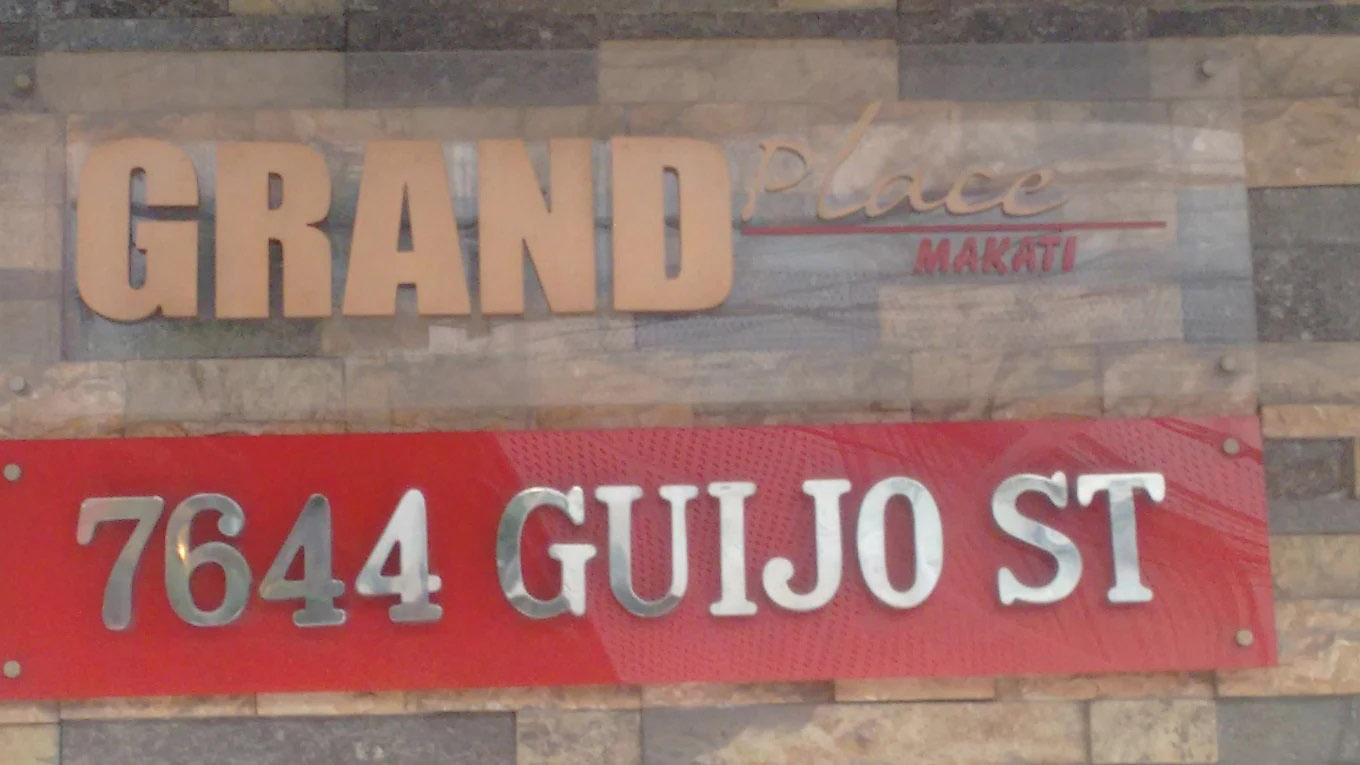 GRAND Place
MAKATI
7644 GUIJO ST